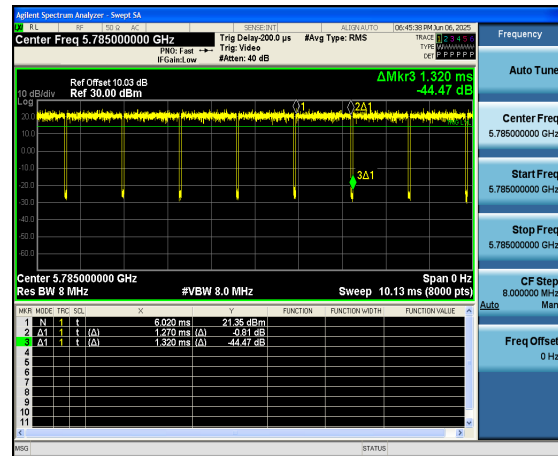 Agilent Spectrum Analyzer - Swept SA
RL RF 50 Ω AC SENSE:INT ALIGN AUTO 06:45:38 PM Jun 06, 2025
Center Freq 5.785000000 GHz
PNO: Fast
IFGain:Low
Trig Delay-200.0 µs
Trig: Video
#Atten: 40 dB
#Avg Type: RMS
TRACE 1 2 3 4 5 6
TYPE
DET P P P P P P
Ref Offset 10.03 dB
Ref 30.00 dBm
10 dB/div
Log
ΔMkr3 1.320 ms
-44.47 dB
20.0
10.0
0.00
-10.0
-20.0
-30.0
-40.0
-50.0
-60.0
1
2Δ1
3Δ1
Center 5.785000000 GHz
Res BW 8 MHz
#VBW 8.0 MHz
Span 0 Hz
Sweep 10.13 ms (8000 pts)
MKR MODE TRC SCL X Y FUNCTION FUNCTION WIDTH FUNCTION VALUE
1 N 1 t 6.020 ms 21.35 dBm
2 Δ1 1 t (Δ) 1.270 ms (Δ) -0.81 dB
3 Δ1 1 t (Δ) 1.320 ms (Δ) -44.47 dB
4
5
6
7
8
9
10
11
MSG STATUS
Frequency
Auto Tune
Center Freq
5.785000000 GHz
Start Freq
5.785000000 GHz
Stop Freq
5.785000000 GHz
CF Step
8.000000 MHz
Auto Man
Freq Offset
0 Hz